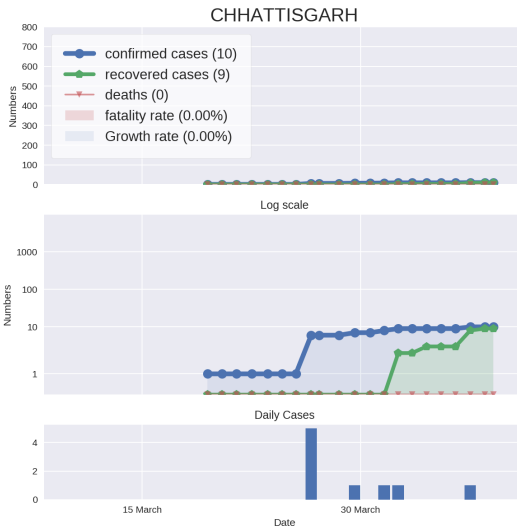 CHHATTISGARH
800
700
600
500
400
300
200
100
0
Numbers
confirmed cases (10)
recovered cases (9)
deaths (0)
fatality rate (0.00%)
Growth rate (0.00%)
Log scale
1000
100
10
1
Numbers
Daily Cases
4
2
0
15 March
30 March
Date